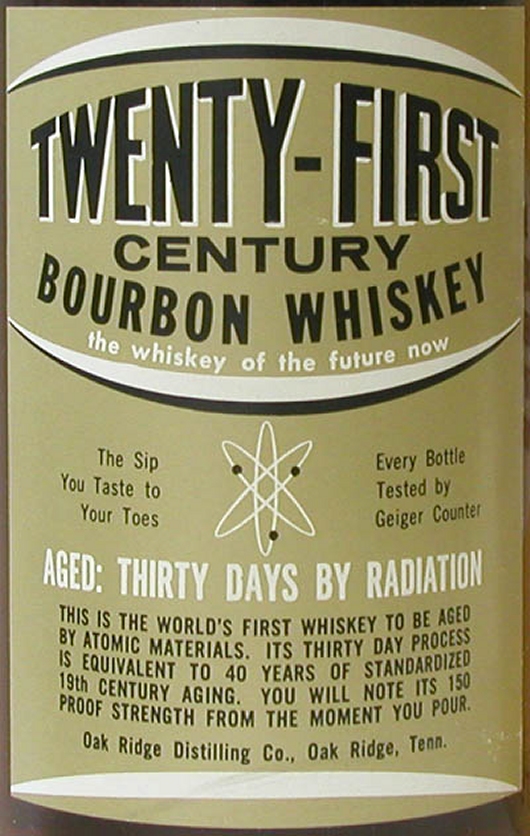 TWENTY-FIRST
CENTURY
BOURBON WHISKEY
the whiskey of the future now
The Sip
You Taste to
Your Toes
Every Bottle
Tested by
Geiger Counter
AGED: THIRTY DAYS BY RADIATION
THIS IS THE WORLD'S FIRST WHISKEY TO BE AGED
BY ATOMIC MATERIALS. ITS THIRTY DAY PROCESS
IS EQUIVALENT TO 40 YEARS OF STANDARDIZED
19th CENTURY AGING. YOU WILL NOTE ITS 150
PROOF STRENGTH FROM THE MOMENT YOU POUR.
Oak Ridge Distilling Co., Oak Ridge, Tenn.